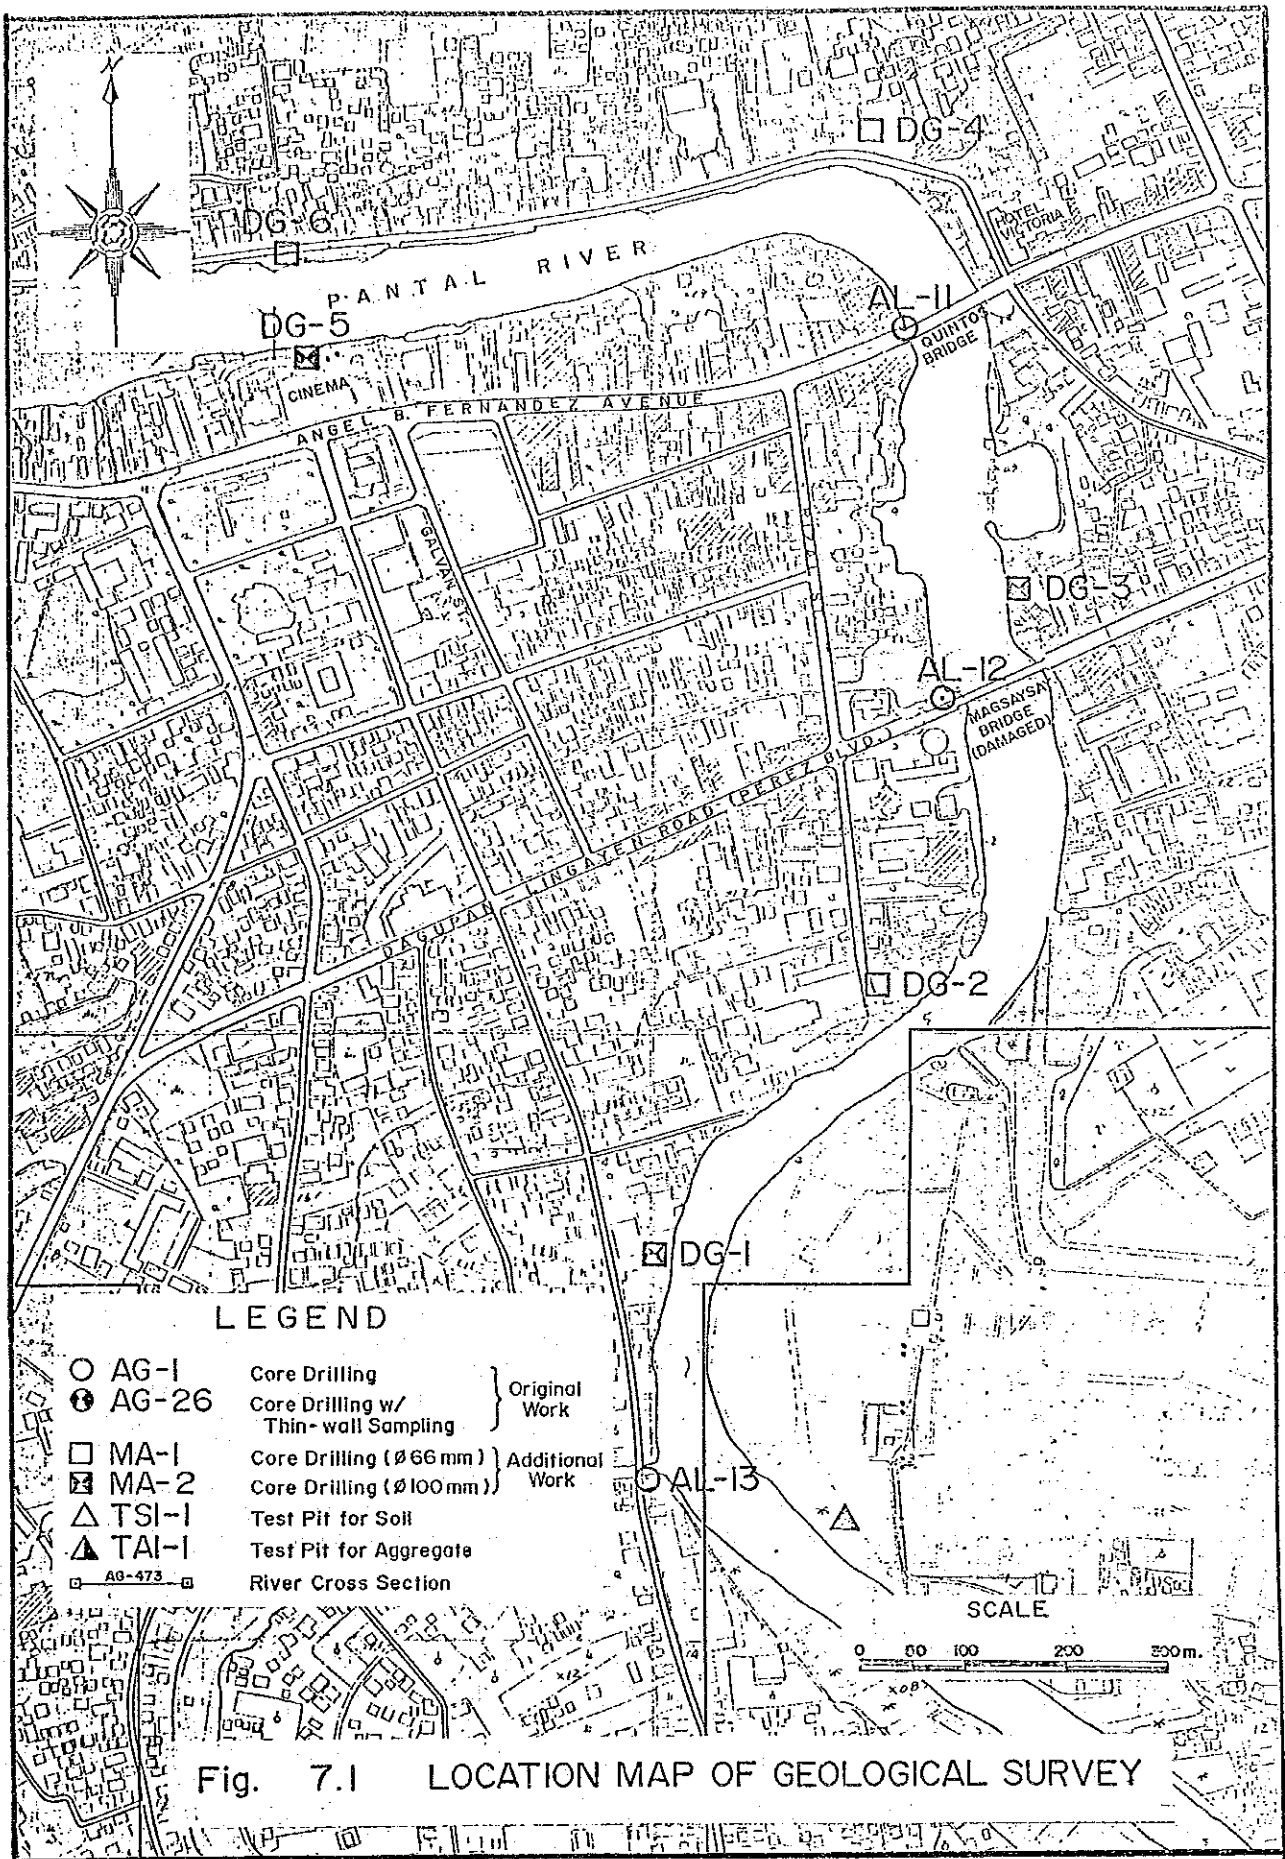 N
DG-4
HOTEL
VICTORIA
DG-6
PANTAL RIVER
AL-11
QUINTOS
BRIDGE
DG-5
CINEMA
ANGEL B. FERNANDEZ AVENUE
GALVAN ST.
DG-3
AL-12
MAGSAYSAY
BRIDGE
(DAMAGED)
DAGUPAN LINGAYEN ROAD (PEREZ BLVD.)
DG-2
DG-1
LEGEND
AG-1 Core Drilling
AG-26 Core Drilling w/
Thin-wall Sampling
Original
Work
MA-1 Core Drilling (Ø66mm)
MA-2 Core Drilling (Ø100mm)
Additional
Work
TSI-1 Test Pit for Soil
TAI-1 Test Pit for Aggregate
AG-473 River Cross Section
AL-13
SCALE
0 50 100 200 300m.
Fig. 7.1 LOCATION MAP OF GEOLOGICAL SURVEY